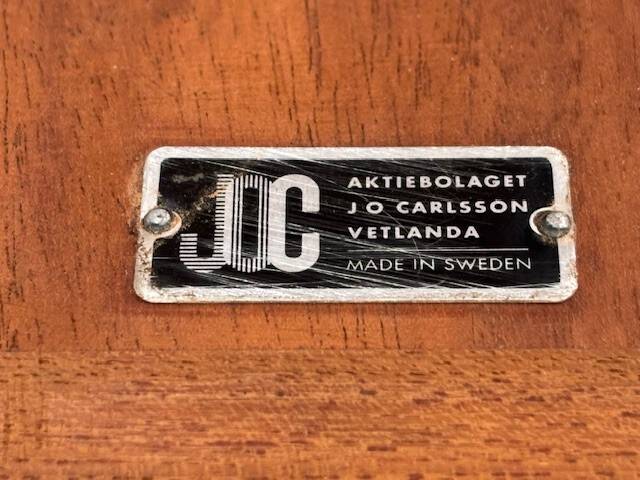 JOC
AKTIEBOLAGET
J O CARLSSON
VETLANDA
MADE IN SWEDEN